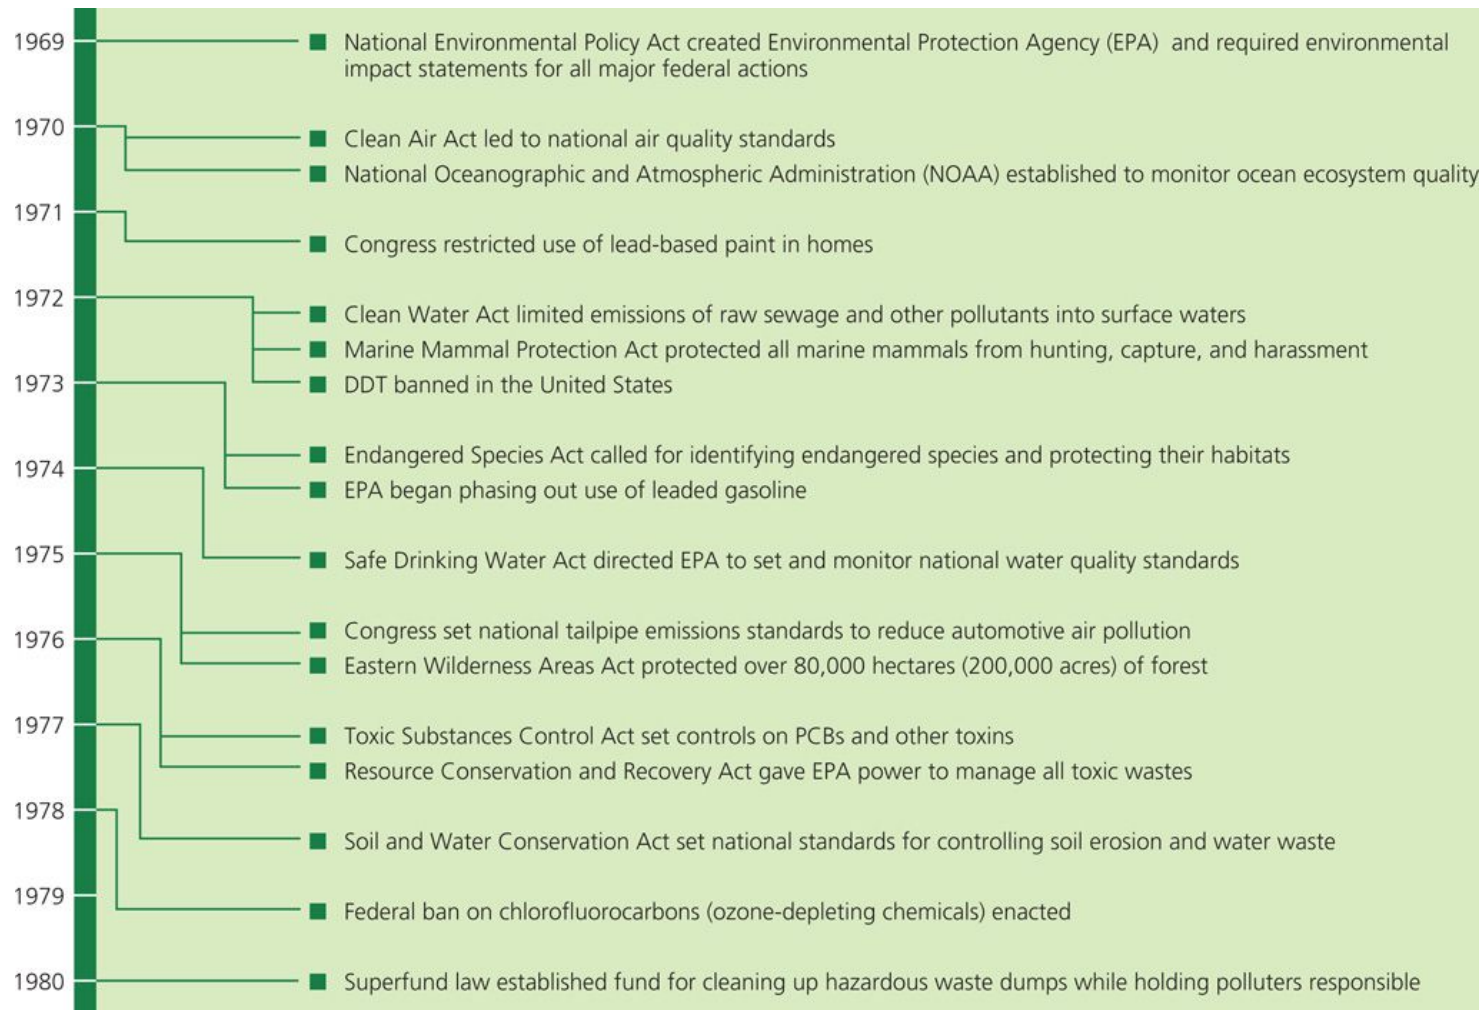 1969
National Environmental Policy Act created Environmental Protection Agency (EPA) and required environmental
impact statements for all major federal actions
1970
Clean Air Act led to national air quality standards
National Oceanographic and Atmospheric Administration (NOAA) established to monitor ocean ecosystem quality
1971
Congress restricted use of lead-based paint in homes
1972
Clean Water Act limited emissions of raw sewage and other pollutants into surface waters
Marine Mammal Protection Act protected all marine mammals from hunting, capture, and harassment
DDT banned in the United States
1973
Endangered Species Act called for identifying endangered species and protecting their habitats
EPA began phasing out use of leaded gasoline
1974
Safe Drinking Water Act directed EPA to set and monitor national water quality standards
1975
Congress set national tailpipe emissions standards to reduce automotive air pollution
Eastern Wilderness Areas Act protected over 80,000 hectares (200,000 acres) of forest
1976
Toxic Substances Control Act set controls on PCBs and other toxins
Resource Conservation and Recovery Act gave EPA power to manage all toxic wastes
1977
Soil and Water Conservation Act set national standards for controlling soil erosion and water waste
1978
Federal ban on chlorofluorocarbons (ozone-depleting chemicals) enacted
1979
1980
Superfund law established fund for cleaning up hazardous waste dumps while holding polluters responsible